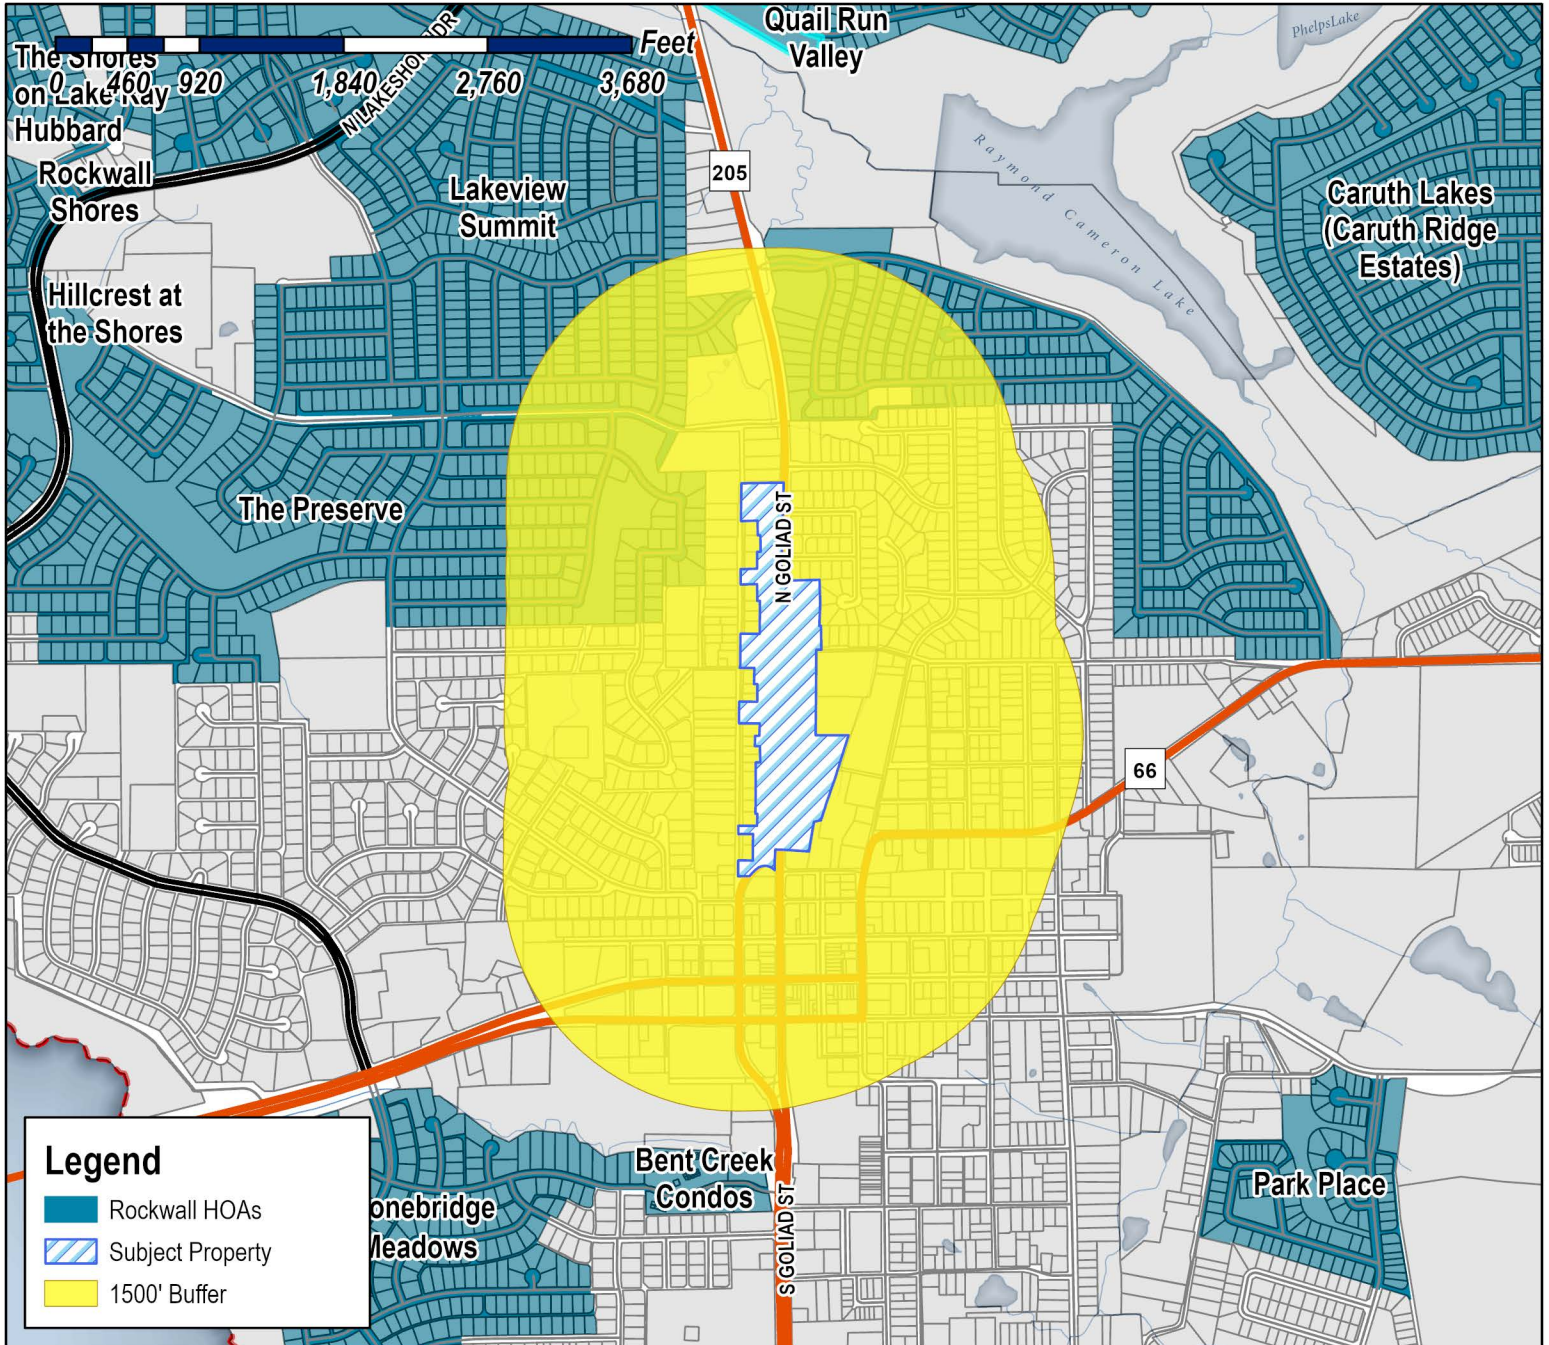 Quail Run
Valley
PhelpsLake
Feet
0 460 920 1,840 2,760 3,680
The Shores
on Lake Ray
Hubbard
N LAKESHORE DR
Rockwall
Shores
Lakeview
Summit
205
Raymond Cameron Lake
Caruth Lakes
(Caruth Ridge
Estates)
Hillcrest at
the Shores
The Preserve
N GOLIAD ST
66
Legend
Rockwall HOAs
Subject Property
1500' Buffer
onebridge
Meadows
Bent Creek
Condos
S GOLIAD ST
Park Place